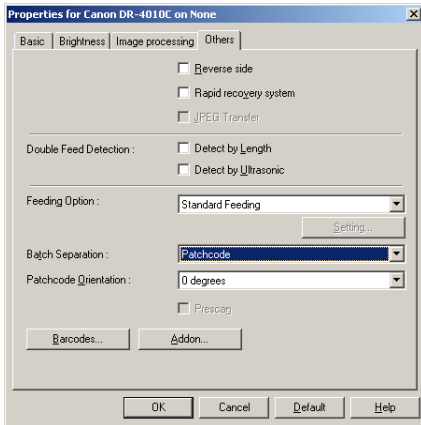 Properties for Canon DR-4010C on None
Basic Brightness Image processing Others
Reverse side
Rapid recovery system
JPEG Transfer
Double Feed Detection : Detect by Length
Detect by Ultrasonic
Feeding Option : Standard Feeding
Setting...
Batch Separation : Patchcode
Patchcode Orientation : 0 degrees
Prescan
Barcodes... Addon...
OK Cancel Default Help